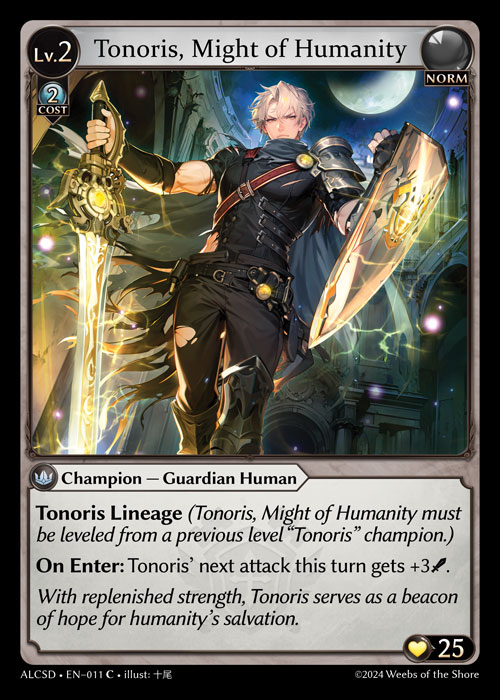 Lv.2
Tonoris, Might of Humanity
NORM
2
COST
Champion — Guardian Human
Tonoris Lineage (Tonoris, Might of Humanity must
be leveled from a previous level “Tonoris” champion.)
On Enter: Tonoris’ next attack this turn gets +3.
With replenished strength, Tonoris serves as a beacon
of hope for humanity’s salvation.
25
ALCSD • EN–011 C • illust: 十尾
©2024 Weebs of the Shore